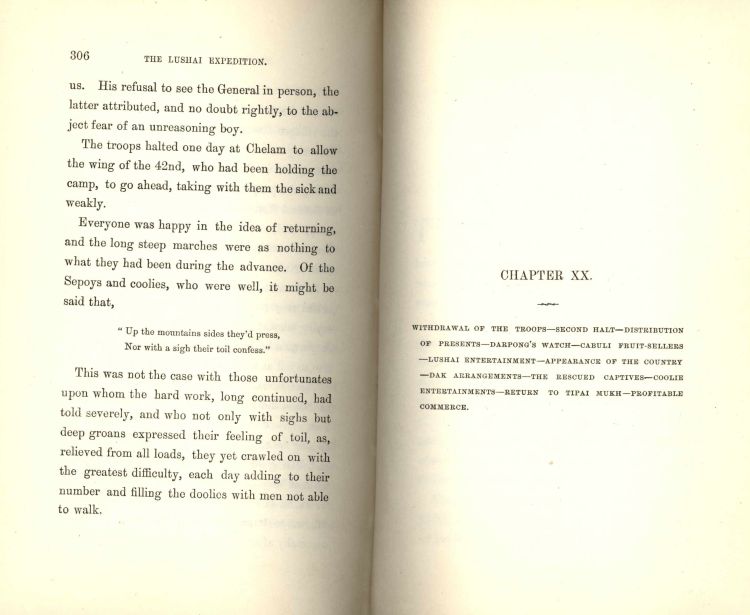 306
THE LUSHAI EXPEDITION.
us. His refusal to see the General in person, the
latter attributed, and no doubt rightly, to the ab-
ject fear of an unreasoning boy.
The troops halted one day at Chelam to allow
the wing of the 42nd, who had been holding the
camp, to go ahead, taking with them the sick and
weakly.
Everyone was happy in the idea of returning,
and the long steep marches were as nothing to
what they had been during the advance. Of the
Sepoys and coolies, who were well, it might be
said that,
“ Up the mountains sides they’d press,
Nor with a sigh their toil confess.”
This was not the case with those unfortunates
upon whom the hard work, long continued, had
told severely, and who not only with sighs but
deep groans expressed their feeling of toil, as,
relieved from all loads, they yet crawled on with
the greatest difficulty, each day adding to their
number and filling the doolies with men not able
to walk.
CHAPTER XX.
WITHDRAWAL OF THE TROOPS—SECOND HALT—DISTRIBUTION
OF PRESENTS—DARPONG’S WATCH—CABULI FRUIT-SELLERS
—LUSHAI ENTERTAINMENT—APPEARANCE OF THE COUNTRY
—DAK ARRANGEMENTS—THE RESCUED CAPTIVES—COOLIE
ENTERTAINMENTS—RETURN TO TIPAI MUKH—PROFITABLE
COMMERCE.